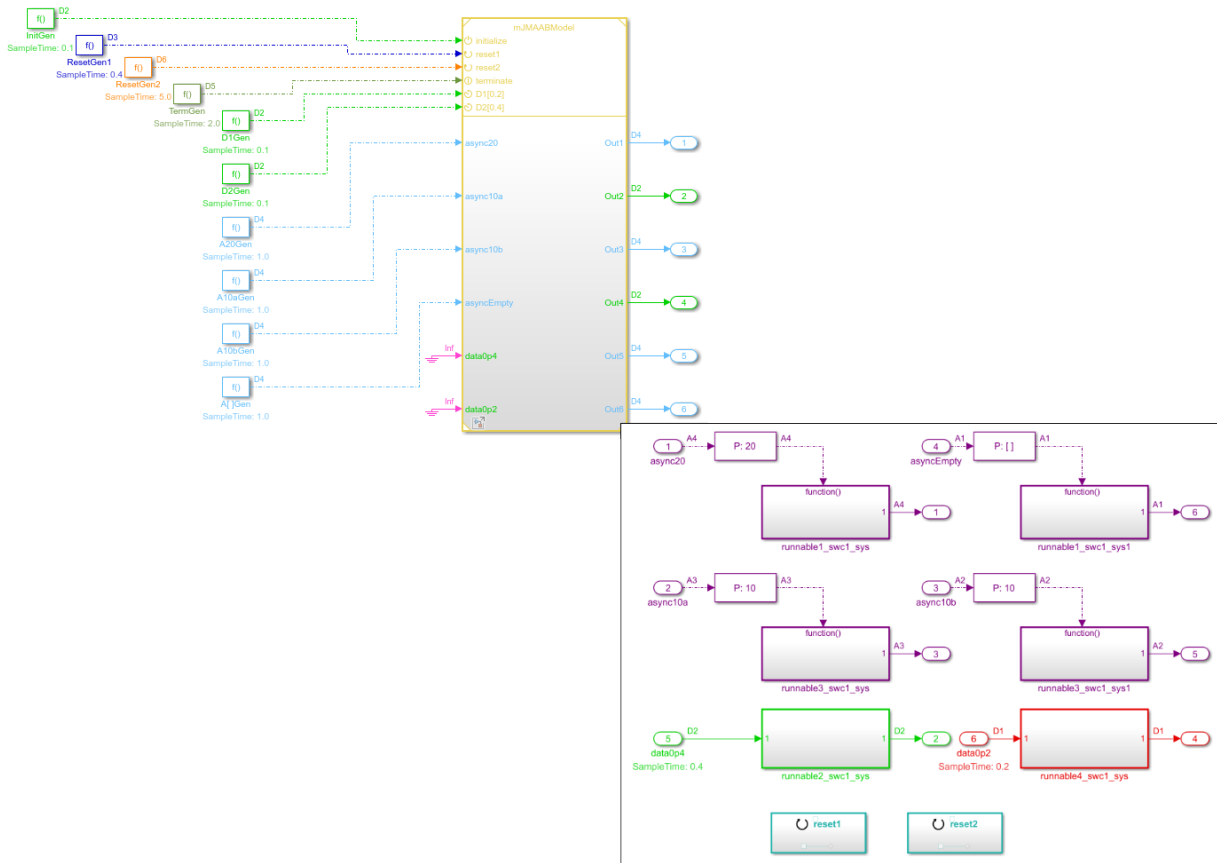 f()
D2
InitGen
SampleTime: 0.1
f()
D3
ResetGen1
SampleTime: 0.4
f()
D6
ResetGen2
SampleTime: 5.0
f()
D5
TermGen
SampleTime: 2.0
f()
D2
D1Gen
SampleTime: 0.1
f()
D2
D2Gen
SampleTime: 0.1
f()
D4
A20Gen
SampleTime: 1.0
f()
D4
A10aGen
SampleTime: 1.0
f()
D4
A10bGen
SampleTime: 1.0
f()
D4
A[ ]Gen
SampleTime: 1.0
mJMAABModel
initialize
reset1
reset2
terminate
D1[0.2]
D2[0.4]
async20
async10a
async10b
asyncEmpty
Inf
data0p4
Inf
data0p2
Out1
D4
1
Out2
D2
2
Out3
D4
3
Out4
D2
4
Out5
D4
5
Out6
D4
6
1
A4
async20
P: 20
A4
function()
1
A4
1
runnable1_swc1_sys
4
A1
asyncEmpty
P: [ ]
A1
function()
1
A1
6
runnable1_swc1_sys1
2
A3
async10a
P: 10
A3
function()
1
A3
3
runnable3_swc1_sys
3
A2
async10b
P: 10
A2
function()
1
A2
5
runnable3_swc1_sys1
5
D2
data0p4
SampleTime: 0.4
1
1
D2
2
runnable2_swc1_sys
6
D1
data0p2
SampleTime: 0.2
1
1
D1
4
runnable4_swc1_sys
reset1
reset2